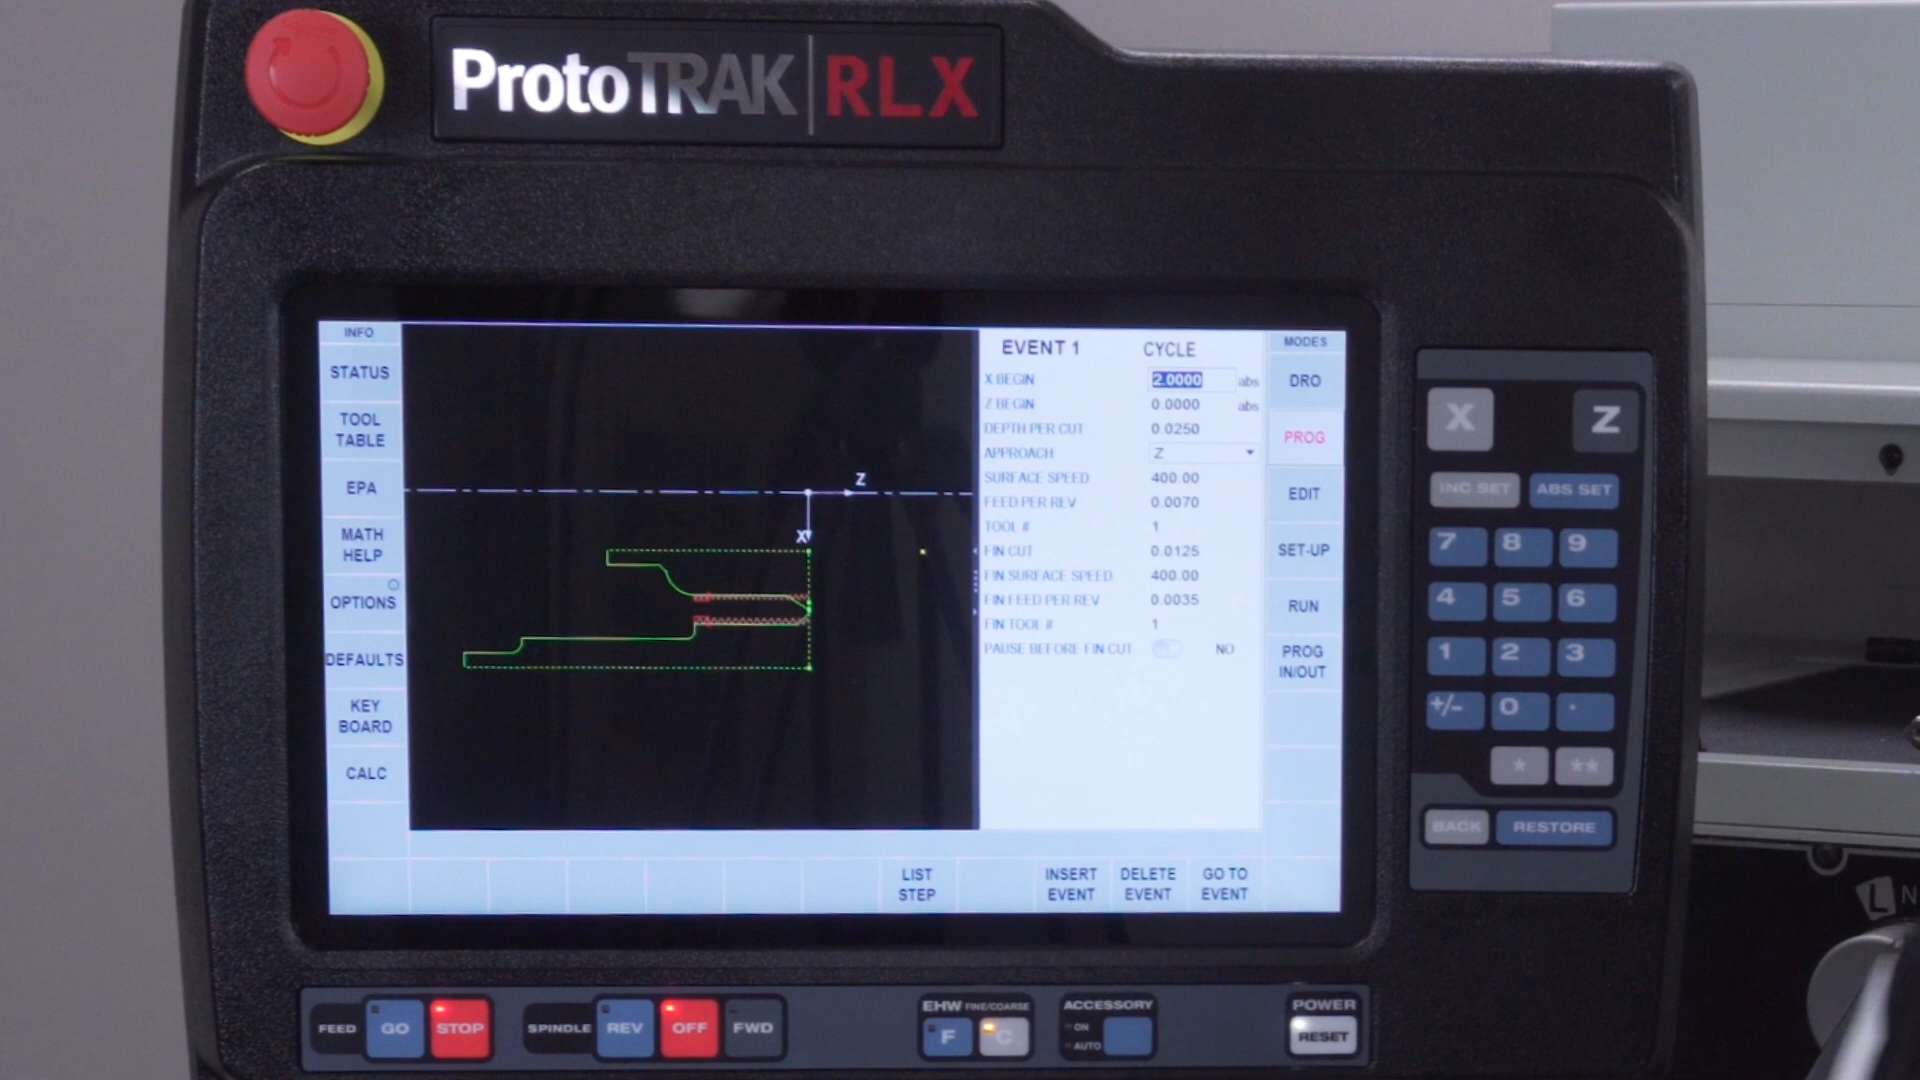 ProtoTRAK RLX
INFO
STATUS
TOOL
TABLE
EPA
MATH
HELP
OPTIONS
DEFAULTS
KEY
BOARD
CALC
Z
X
EVENT 1 CYCLE
X BEGIN 2.0000 abs
Z BEGIN 0.0000 abs
DEPTH PER CUT 0.0250
APPROACH Z
SURFACE SPEED 400.00
FEED PER REV 0.0070
TOOL # 1
FIN CUT 0.0125
FIN SURFACE SPEED 400.00
FIN FEED PER REV 0.0035
FIN TOOL # 1
PAUSE BEFORE FIN CUT NO
MODES
DRO
PROG
EDIT
SET-UP
RUN
PROG
IN/OUT
LIST
STEP
INSERT
EVENT
DELETE
EVENT
GO TO
EVENT
X Z
INC SET ABS SET
7 8 9
4 5 6
1 2 3
+/- 0 .
* **
BACK RESTORE
FEED GO STOP
SPINDLE REV OFF FWD
EHW FINE/COARSE
F C
ACCESSORY
ON
AUTO
POWER
RESET
L N